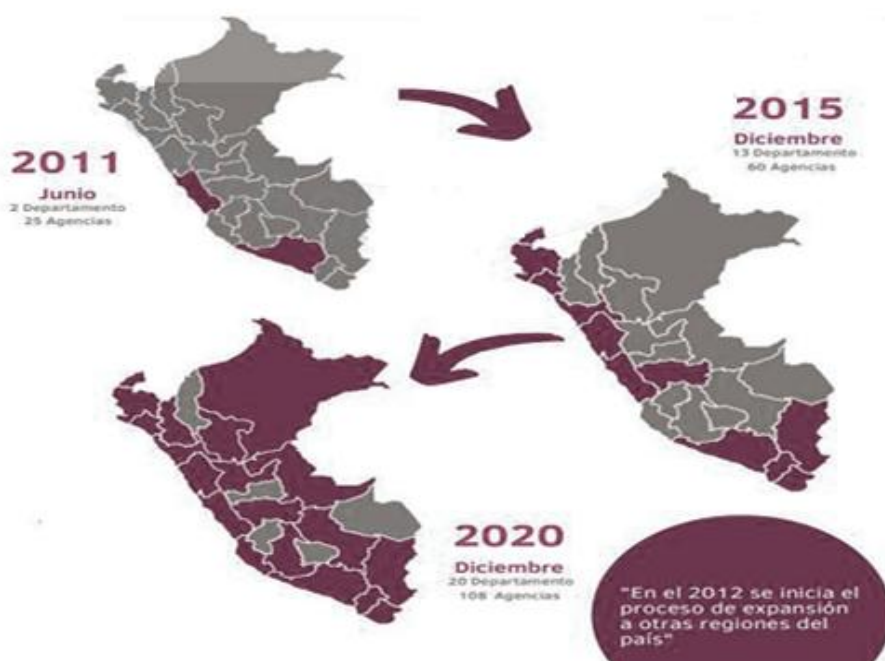 2011
Junio
2 Departamento
25 Agencias
2015
Diciembre
13 Departamento
60 Agencias
2020
Diciembre
20 Departamento
108 Agencias
"En el 2012 se inicia el
proceso de expansión
a otras regiones del
país"